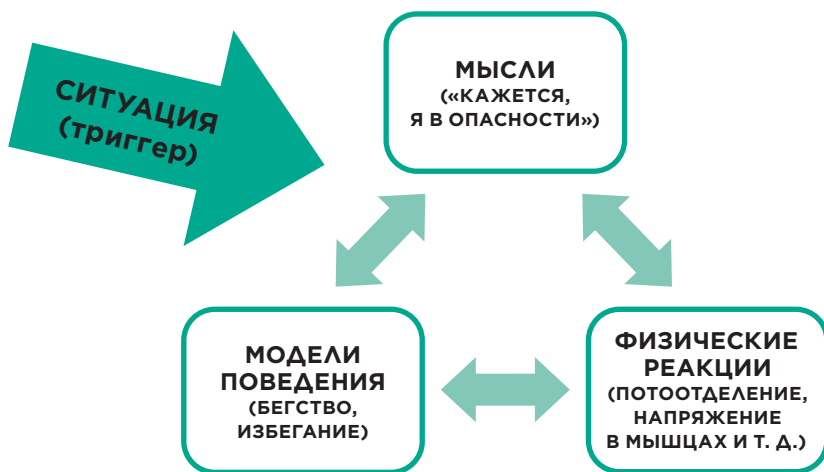 СИТУАЦИЯ
(триггер)
МЫСЛИ
(«КАЖЕТСЯ,
Я В ОПАСНОСТИ»)
МОДЕЛИ
ПОВЕДЕНИЯ
(БЕГСТВО,
ИЗБЕГАНИЕ)
ФИЗИЧЕСКИЕ
РЕАКЦИИ
(ПОТООТДЕЛЕНИЕ,
НАПРЯЖЕНИЕ
В МЫШЦАХ И Т. Д.)